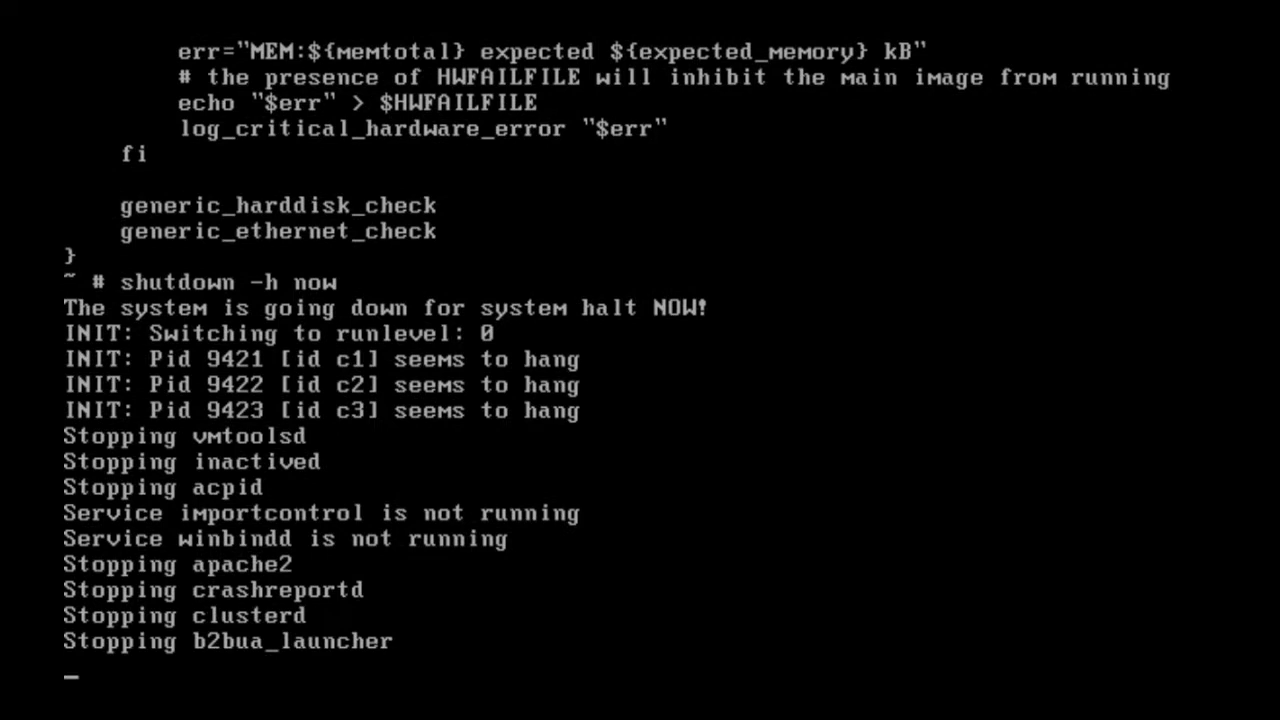 err="MEM:${memtotal} expected ${expected_memory} kB"
# the presence of HWFAILFILE will inhibit the main image from running
echo "$err" > $HWFAILFILE
log_critical_hardware_error "$err"
fi
generic_harddisk_check
generic_ethernet_check
}
~ # shutdown -h now
The system is going down for system halt NOW!
INIT: Switching to runlevel: 0
INIT: Pid 9421 [id c1] seems to hang
INIT: Pid 9422 [id c2] seems to hang
INIT: Pid 9423 [id c3] seems to hang
Stopping vmtoolsd
Stopping inactived
Stopping acpid
Service importcontrol is not running
Service winbindd is not running
Stopping apache2
Stopping crashreportd
Stopping clusterd
Stopping b2bua_launcher